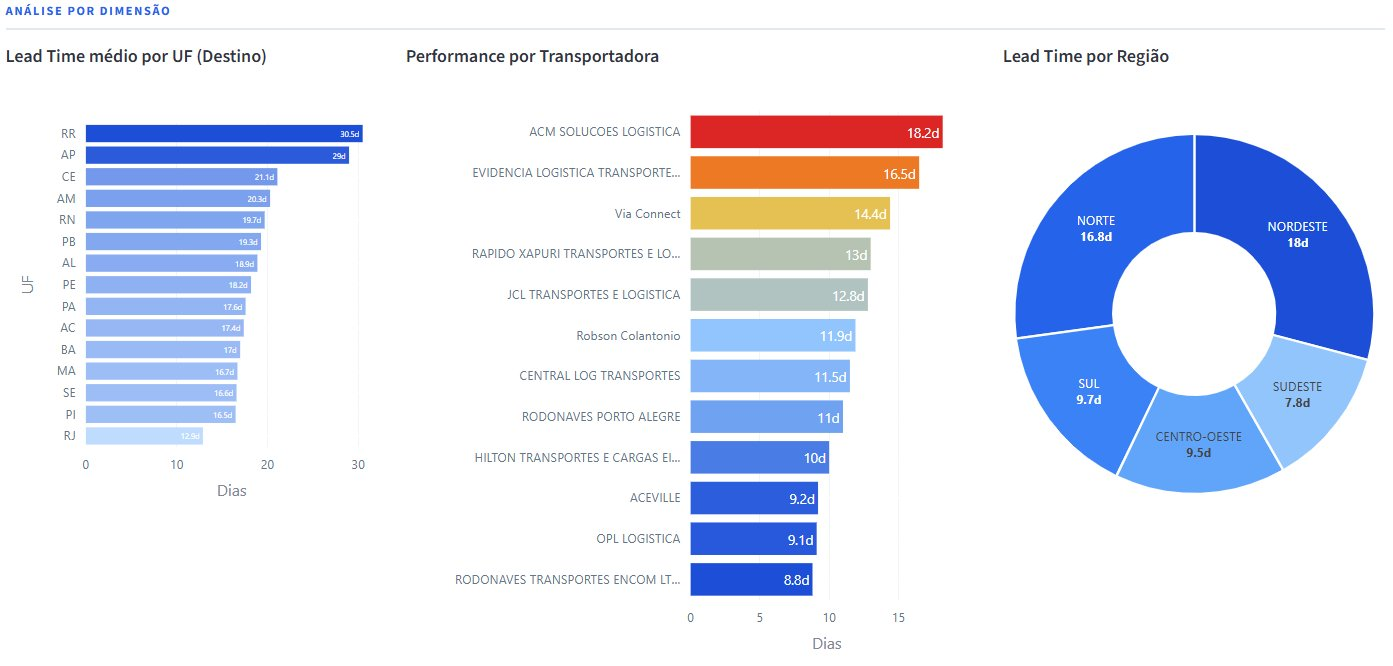 ANÁLISE POR DIMENSÃO
Lead Time médio por UF (Destino)
RR 30.5d
AP 29d
CE 21.1d
AM 20.3d
RN 19.7d
PB 19.3d
AL 18.9d
PE 18.2d
PA 17.6d
AC 17.4d
BA 17d
MA 16.7d
SE 16.6d
PI 16.5d
RJ 12.9d
UF
0 10 20 30
Dias
Performance por Transportadora
ACM SOLUCOES LOGISTICA 18.2d
EVIDENCIA LOGISTICA TRANSPORTE... 16.5d
Via Connect 14.4d
RAPIDO XAPURI TRANSPORTES E LO... 13d
JCL TRANSPORTES E LOGISTICA 12.8d
Robson Colantonio 11.9d
CENTRAL LOG TRANSPORTES 11.5d
RODONAVES PORTO ALEGRE 11d
HILTON TRANSPORTES E CARGAS EI... 10d
ACEVILLE 9.2d
OPL LOGISTICA 9.1d
RODONAVES TRANSPORTES ENCOM LT... 8.8d
0 5 10 15
Dias
Lead Time por Região
NORTE
16.8d
NORDESTE
18d
SUL
9.7d
SUDESTE
7.8d
CENTRO-OESTE
9.5d